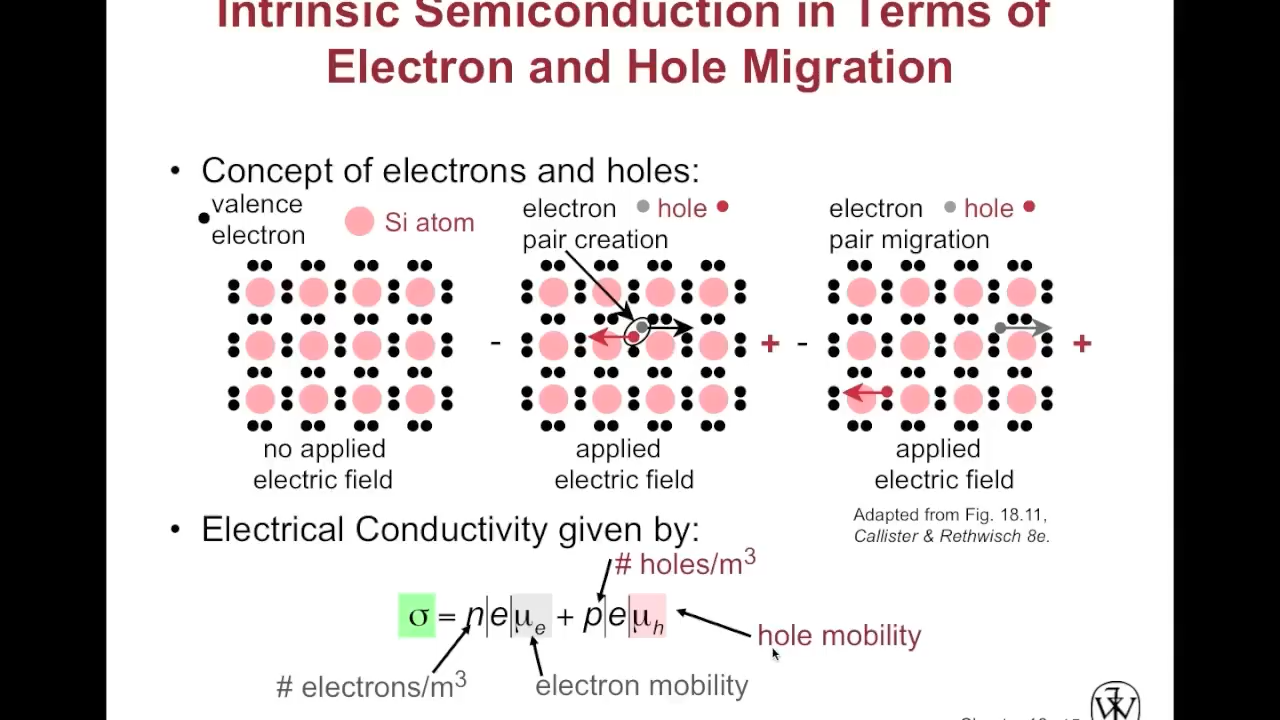 Intrinsic Semiconduction in Terms of
Electron and Hole Migration
• Concept of electrons and holes:
valence
electron
Si atom
electron hole
pair creation
electron hole
pair migration
- + - +
no applied
electric field
applied
electric field
applied
electric field
Adapted from Fig. 18.11,
Callister & Rethwisch 8e.
• Electrical Conductivity given by:
# holes/m³
σ = n|e|μₑ + p|e|μₕ
hole mobility
# electrons/m³
electron mobility